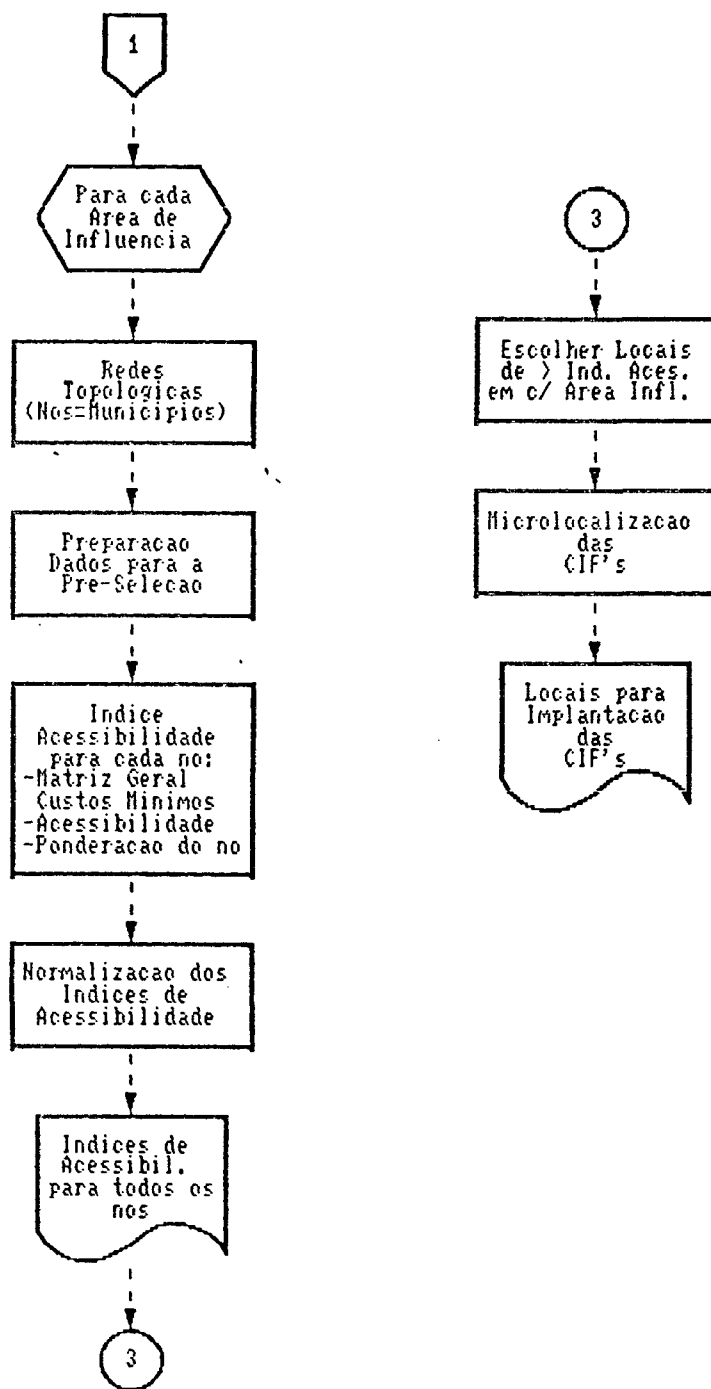 1
Para cada
Area de
Influencia
Redes
Topologicas
(Nos=Municipios)
Preparacao
Dados para a
Pre-Selecao
Indice
Acessibilidade
para cada no:
-Matriz Geral
Custos Minimos
-Acessibilidade
-Ponderacao do no
Normalizacao dos
Indices de
Acessibilidade
Indices de
Acessibil.
para todos os
nos
3
3
Escolher Locais
de > Ind. Aces.
em c/ Area Infl.
Microlocalizacao
das
CIF's
Locais para
Implantacao
das
CIF's